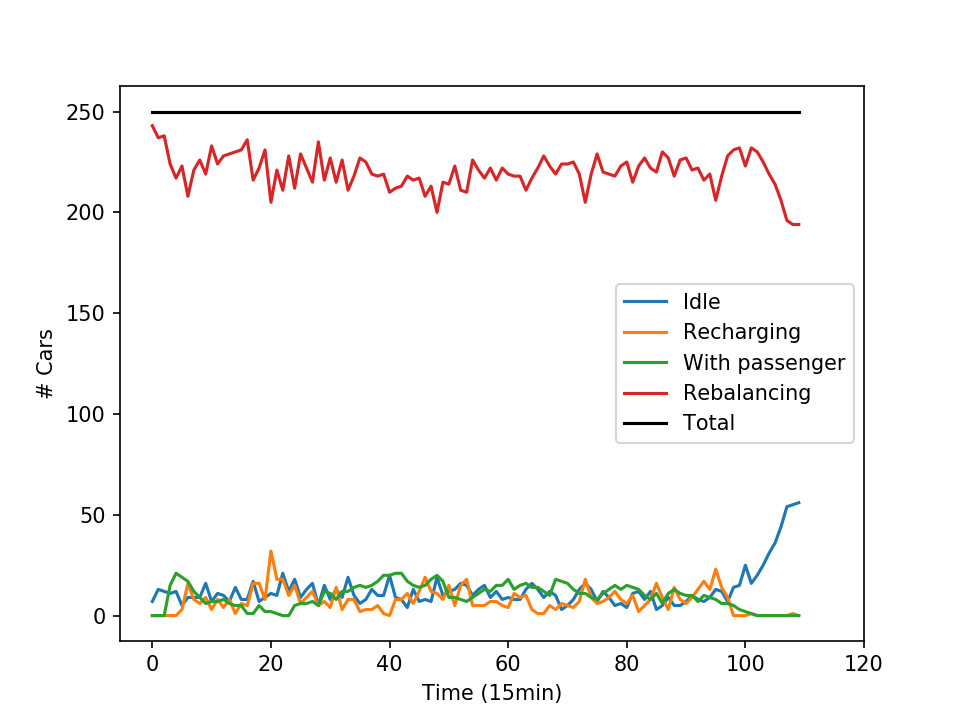 250
200
150
100
50
0
# Cars
Idle
Recharging
With passenger
Rebalancing
Total
0 20 40 60 80 100 120
Time (15min)